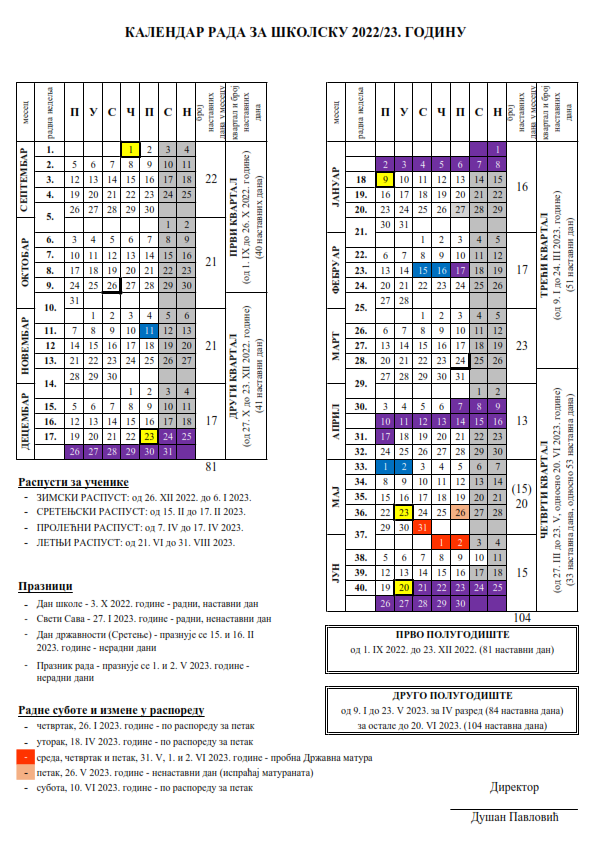 КАЛЕНДАР РАДА ЗА ШКОЛСКУ 2022/23. ГОДИНУ
месец радна недеља П У С Ч П С Н број наставних дана у месецу квартал и број наставних дана
СЕПТЕМБАР
1. 1 2 3 4
2. 5 6 7 8 9 10 11
3. 12 13 14 15 16 17 18
4. 19 20 21 22 23 24 25
5. 26 27 28 29 30
22
ОКТОБАР
1 2
6. 3 4 5 6 7 8 9
7. 10 11 12 13 14 15 16
8. 17 18 19 20 21 22 23
9. 24 25 26 27 28 29 30
10. 31
21
НОВЕМБАР
1 2 3 4 5 6
11. 7 8 9 10 11 12 13
12 14 15 16 17 18 19 20
13. 21 22 23 24 25 26 27
14. 28 29 30
21
ДЕЦЕМБАР
1 2 3 4
15. 5 6 7 8 9 10 11
16. 12 13 14 15 16 17 18
17. 19 20 21 22 23 24 25
26 27 28 29 30 31
17
81
ПРВИ КВАРТАЛ
(од 1. IX до 26. X 2022. године)
(40 наставних дана)
ДРУГИ КВАРТАЛ
(од 27. X до 23. XII 2022. године)
(41 наставни дан)
месец радна недеља П У С Ч П С Н број наставних дана у месецу квартал и број наставних дана
ЈАНУАР
1
2 3 4 5 6 7 8
18 9 10 11 12 13 14 15
19. 16 17 18 19 20 21 22
20. 23 24 25 26 27 28 29
21. 30 31
16
ФЕБРУАР
1 2 3 4 5
22. 6 7 8 9 10 11 12
23. 13 14 15 16 17 18 19
24. 20 21 22 23 24 25 26
25. 27 28
17
МАРТ
1 2 3 4 5
26. 6 7 8 9 10 11 12
27. 13 14 15 16 17 18 19
28. 20 21 22 23 24 25 26
29. 27 28 29 30 31
23
АПРИЛ
1 2
30. 3 4 5 6 7 8 9
10 11 12 13 14 15 16
31. 17 18 19 20 21 22 23
32. 24 25 26 27 28 29 30
13
МАЈ
33. 1 2 3 4 5 6 7
34. 8 9 10 11 12 13 14
35. 15 16 17 18 19 20 21
36. 22 23 24 25 26 27 28
37. 29 30 31
(15)
20
ЈУН
1 2 3 4
38. 5 6 7 8 9 10 11
39. 12 13 14 15 16 17 18
40. 19 20 21 22 23 24 25
26 27 28 29 30
15
104
ТРЕЋИ КВАРТАЛ
(од 9. I до 24. III 2023. године)
(51 наставни дан)
ЧЕТВРТИ КВАРТАЛ
(од 27. III до 23. V, односно 20. VI 2023. године)
(33 наставна дана, односно 53 наставна дана)
Распусти за ученике
- ЗИМСКИ РАСПУСТ: од 26. XII 2022. до 6. I 2023.
- СРЕТЕЊСКИ РАСПУСТ: од 15. II до 17. II 2023.
- ПРОЛЕЋНИ РАСПУСТ: од 7. IV до 17. IV 2023.
- ЛЕТЊИ РАСПУСТ: од 21. VI до 31. VIII 2023.
Празници
- Дан школе - 3. X 2022. године - радни, наставни дан
- Свети Сава - 27. I 2023. године - радни, ненаставни дан
- Дан државности (Сретење) - празнује се 15. и 16. II
2023. године - нерадни дани
- Празник рада - празнује се 1. и 2. V 2023. године -
нерадни дани
ПРВО ПОЛУГОДИШТЕ
од 1. IX 2022. до 23. XII 2022. (81 наставни дан)
ДРУГО ПОЛУГОДИШТЕ
од 9. I до 23. V 2023. за IV разред (84 наставна дана)
за остале до 20. VI 2023. (104 наставна дана)
Радне суботе и измене у распореду
- четвртак, 26. I 2023. године - по распореду за петак
- уторак, 18. IV 2023. године - по распореду за петак
- среда, четвртак и петак, 31. V, 1. и 2. VI 2023. године - пробна Државна матура
- петак, 26. V 2023. године - ненаставни дан (испраћај матураната)
- субота, 10. VI 2023. године - по распореду за петак
Директор
Душан Павловић